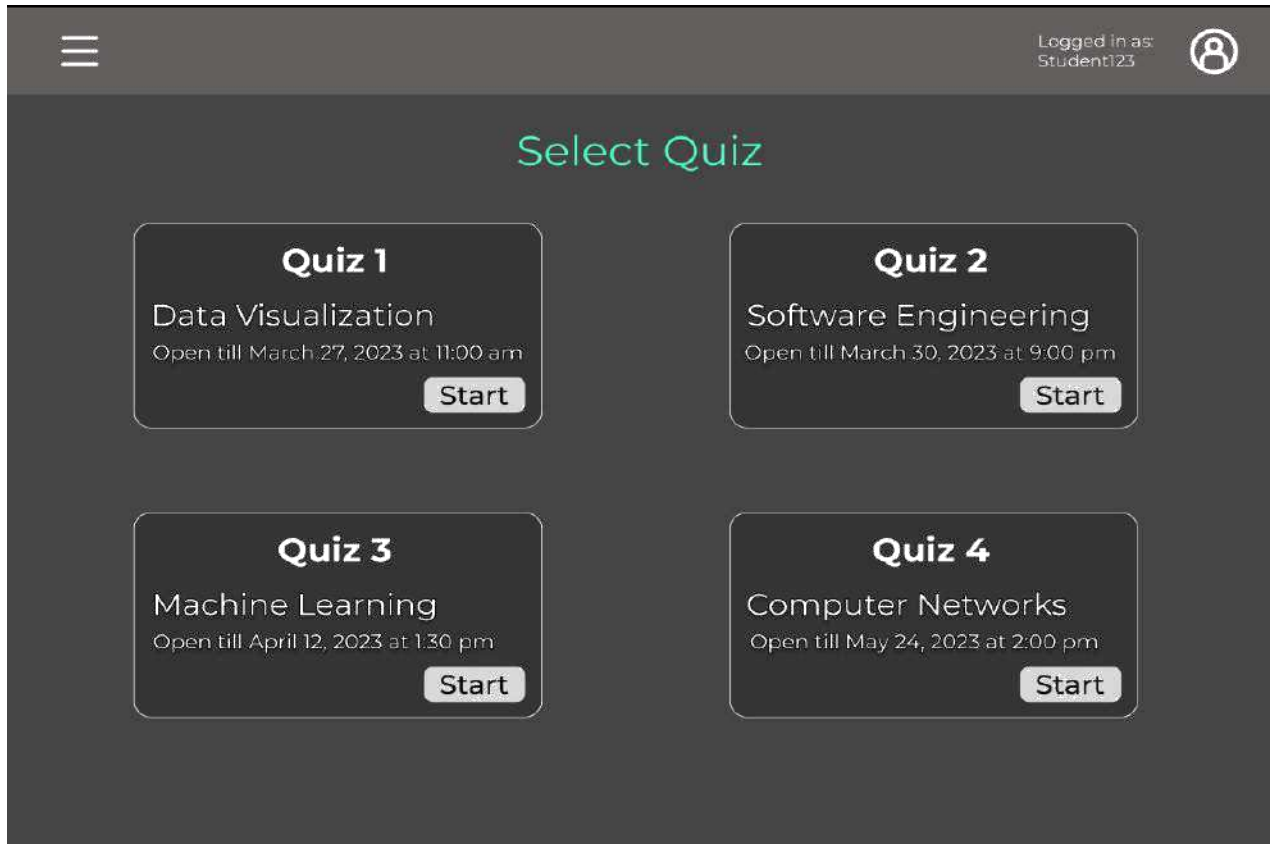 Logged in as:
Student123
Select Quiz
Quiz 1
Data Visualization
Open till March 27, 2023 at 11:00 am
Start
Quiz 2
Software Engineering
Open till March 30, 2023 at 9:00 pm
Start
Quiz 3
Machine Learning
Open till April 12, 2023 at 1:30 pm
Start
Quiz 4
Computer Networks
Open till May 24, 2023 at 2:00 pm
Start